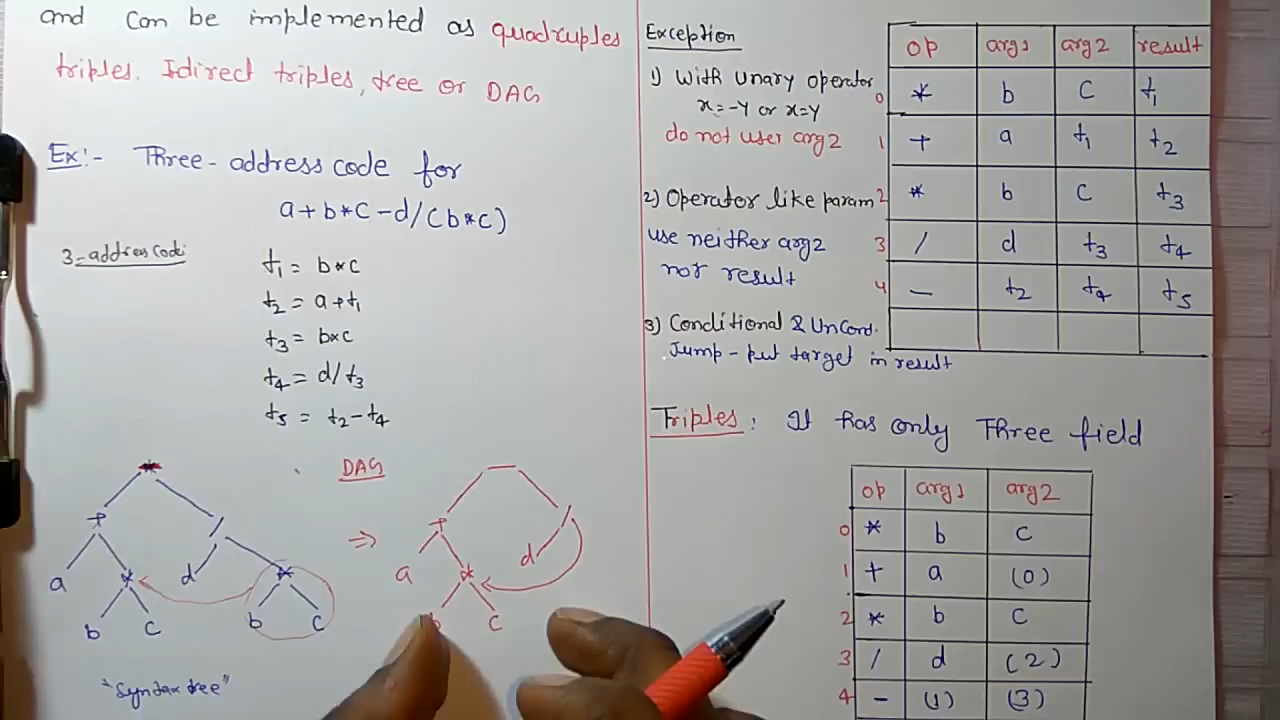 and can be implemented as quadruples
triples. Idirect triples, tree or DAG
Ex:- Three-address code for
a + b*c - d/(b*c)
3-address code:
t1 = b*c
t2 = a+t1
t3 = b*c
t4 = d/t3
t5 = t2-t4
*
+ /
a * d *
b c b c
"Syntax tree"
DAG
⇒
-
+ /
a * d
b c
Exception
1) With Unary operator
x=-y or x=y
do not user arg2
2) Operator like param
use neither arg2
nor result
3) Conditional & UnCond.
Jump - put target in result
op arg1 arg2 result
0 * b c t1
1 + a t1 t2
2 * b c t3
3 / d t3 t4
4 - t2 t4 t5
Triples: It has only Three field
op arg1 arg2
0 * b c
1 + a (0)
2 * b c
3 / d (2)
4 - (1) (3)